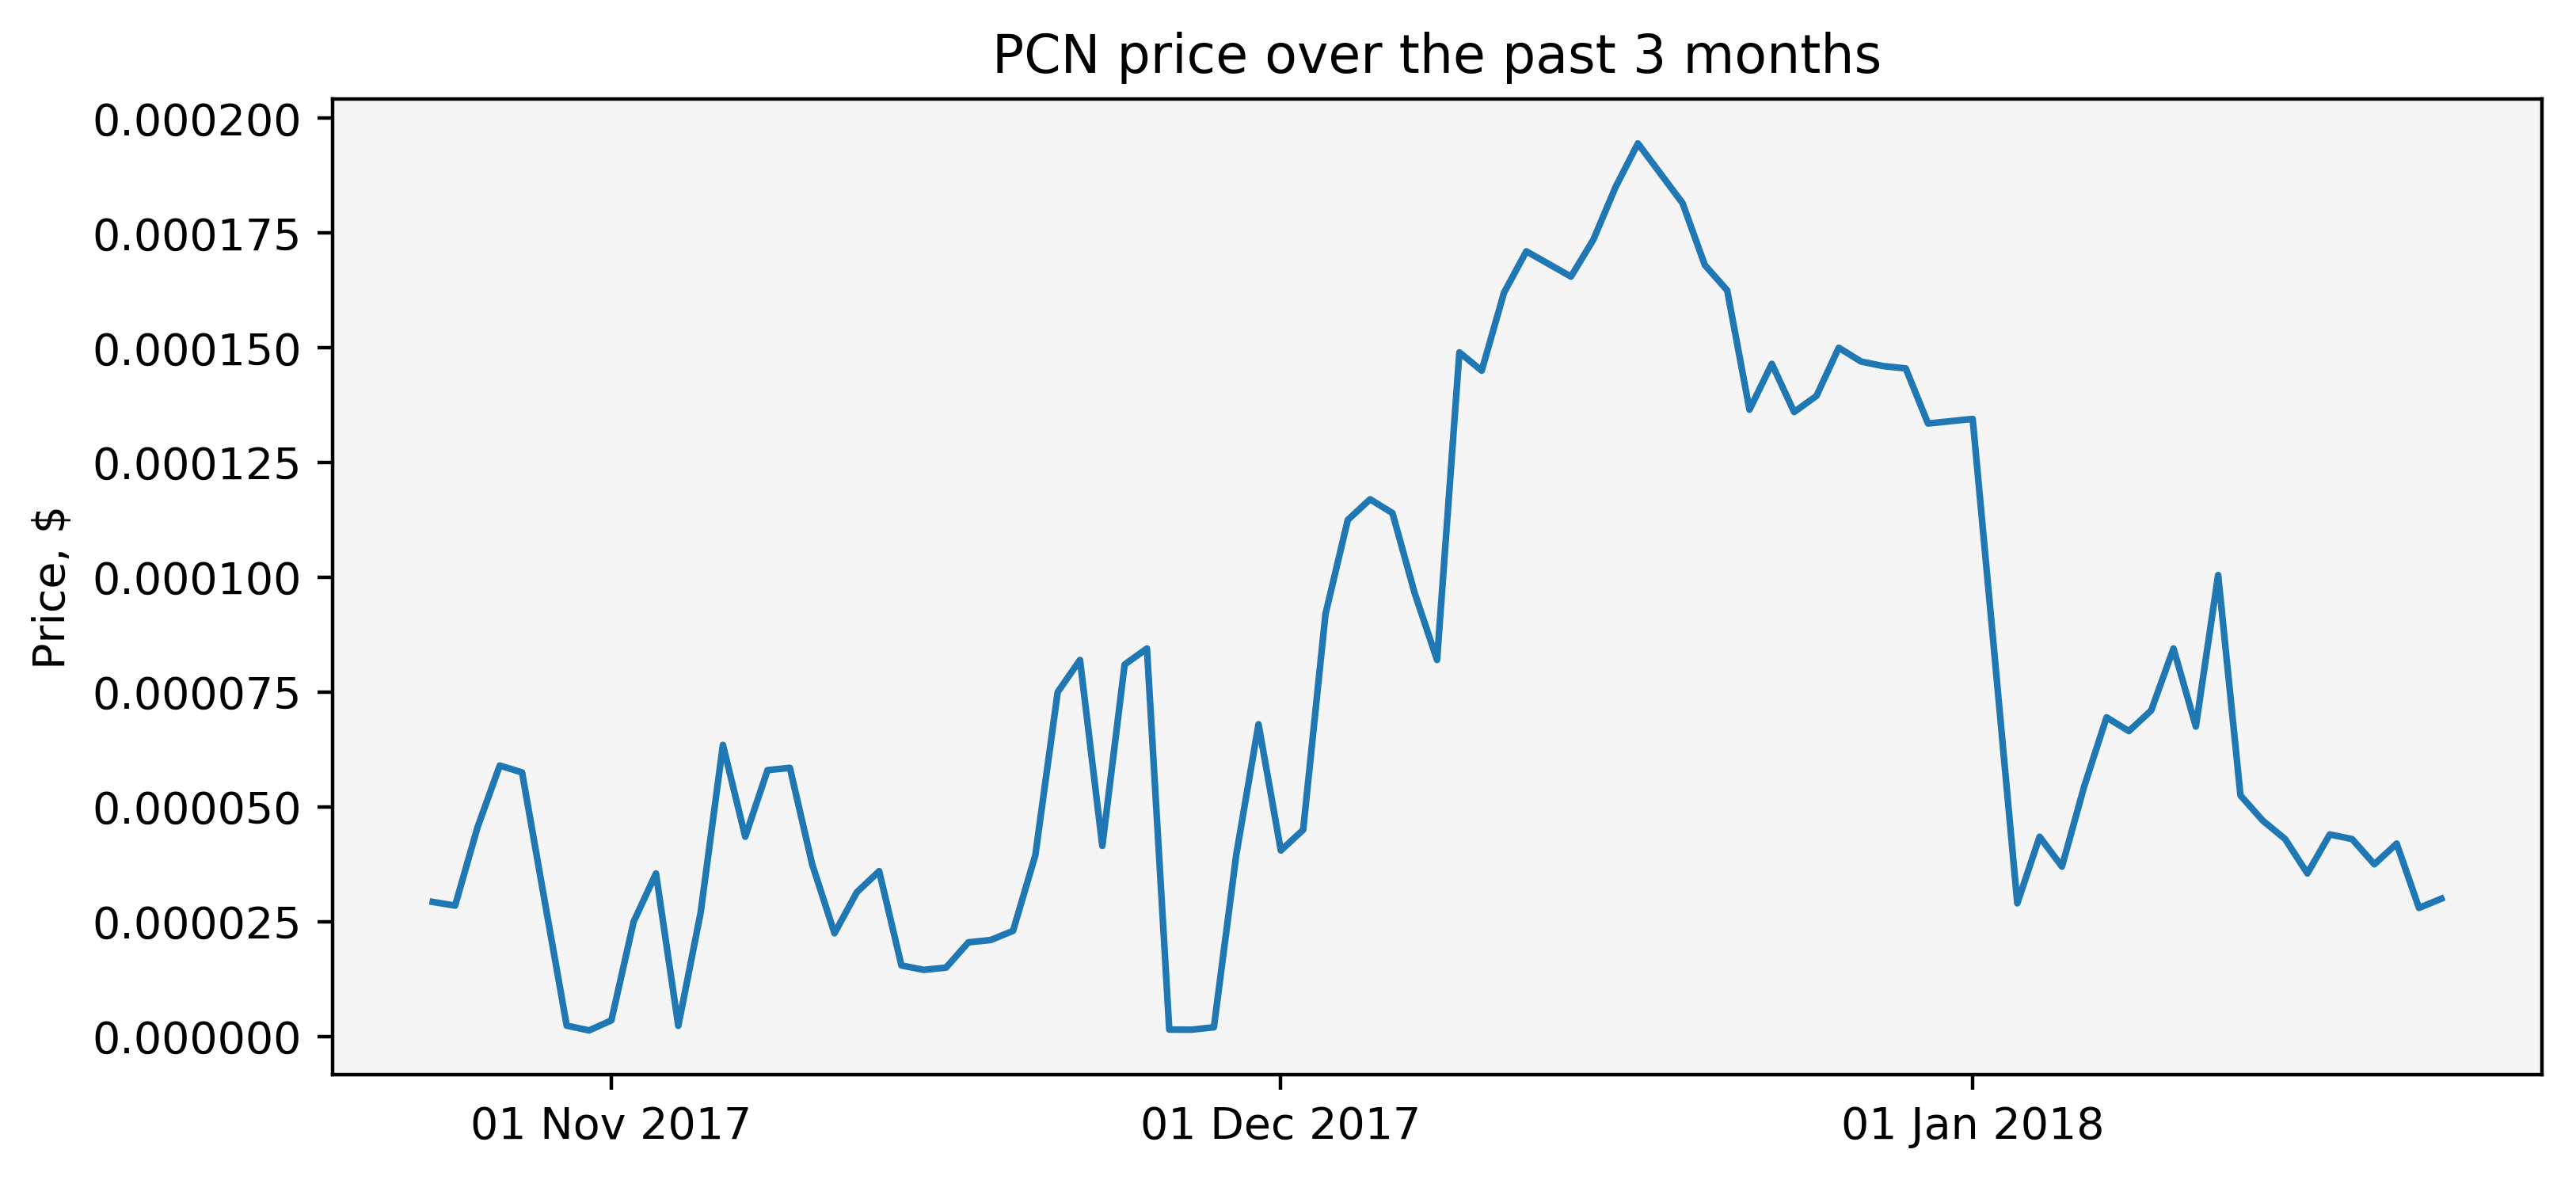 PCN price over the past 3 months
0.000200
0.000175
0.000150
0.000125
0.000100
0.000075
0.000050
0.000025
0.000000
Price, $
01 Nov 2017
01 Dec 2017
01 Jan 2018